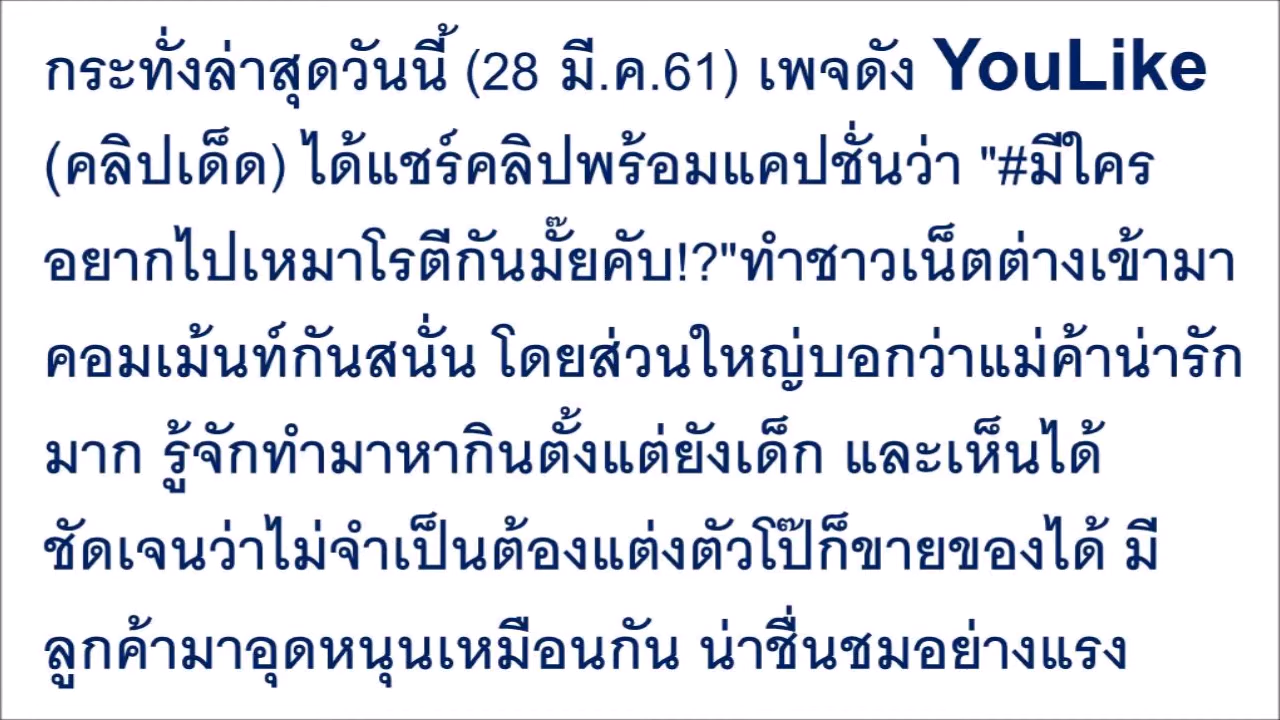 กระทั่งล่าสุดวันนี้ (28 มี.ค.61) เพจดัง YouLike
(คลิปเด็ด) ได้แชร์คลิปพร้อมแคปชั่นว่า "#มีใคร
อยากไปเหมาโรตีกันมั๊ยคับ!?"ทำชาวเน็ตต่างเข้ามา
คอมเม้นท์กันสนั่น โดยส่วนใหญ่บอกว่าแม่ค้าน่ารัก
มาก รู้จักทำมาหากินตั้งแต่ยังเด็ก และเห็นได้
ชัดเจนว่าไม่จำเป็นต้องแต่งตัวโป๊ก็ขายของได้ มี
ลูกค้ามาอุดหนุนเหมือนกัน น่าชื่นชมอย่างแรง